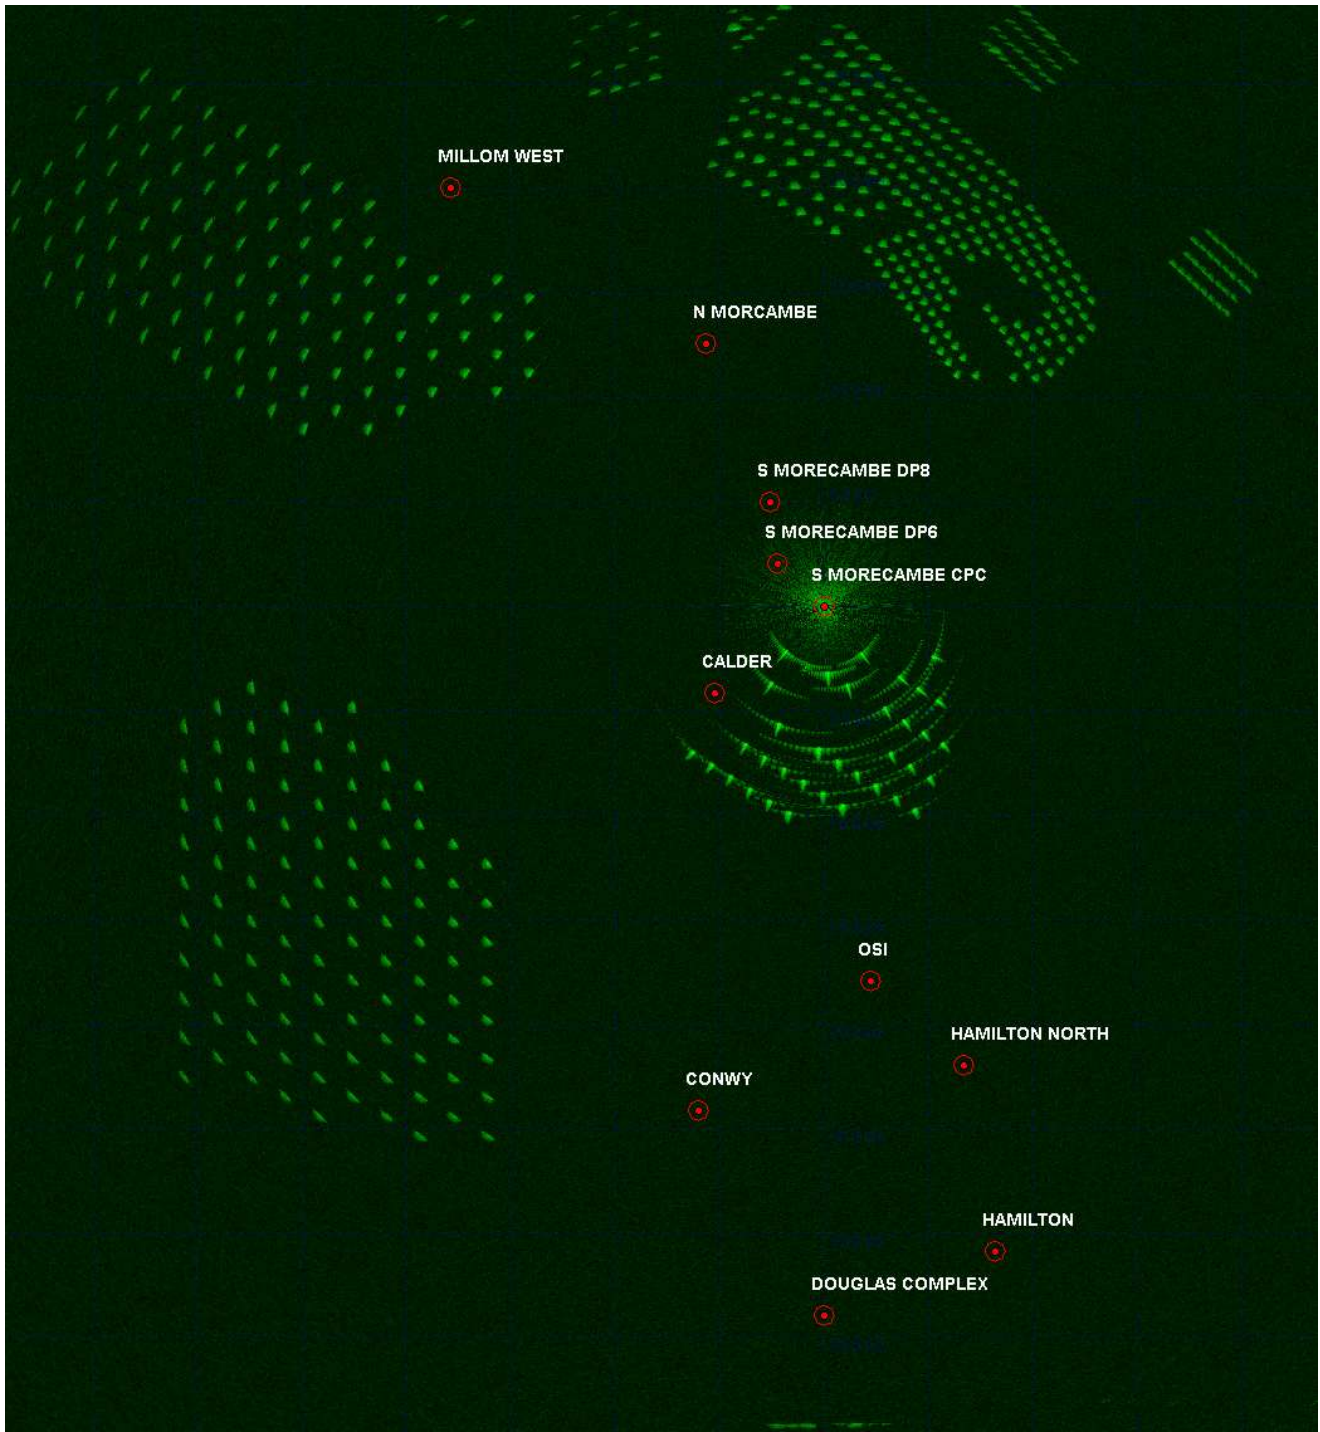 MILLOM WEST
N MORCAMBE
S MORECAMBE DP8
S MORECAMBE DP6
S MORECAMBE CPC
CALDER
OSI
HAMILTON NORTH
CONWY
HAMILTON
DOUGLAS COMPLEX